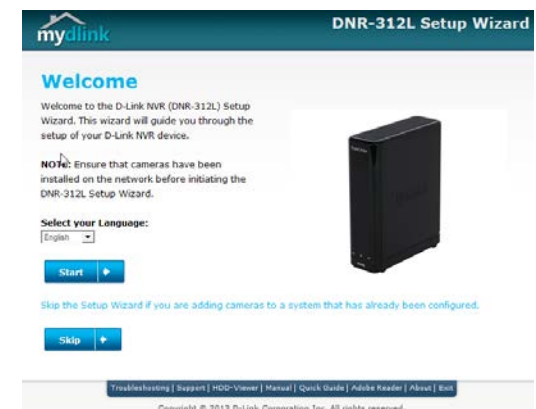 mydlink
DNR-312L Setup Wizard
Welcome
Welcome to the D-Link NVR (DNR-312L) Setup
Wizard. This wizard will guide you through the
setup of your D-Link NVR device.
NOTE: Ensure that cameras have been
installed on the network before initiating the
DNR-312L Setup Wizard.
Select your Language:
English
Start
Skip the Setup Wizard if you are adding cameras to a system that has already been configured.
Skip
Troubleshooting | Support | HDD-Viewer | Manual | Quick Guide | Adobe Reader | About | Exit
Copyright © 2013 D-Link Corporation Inc. All rights reserved.